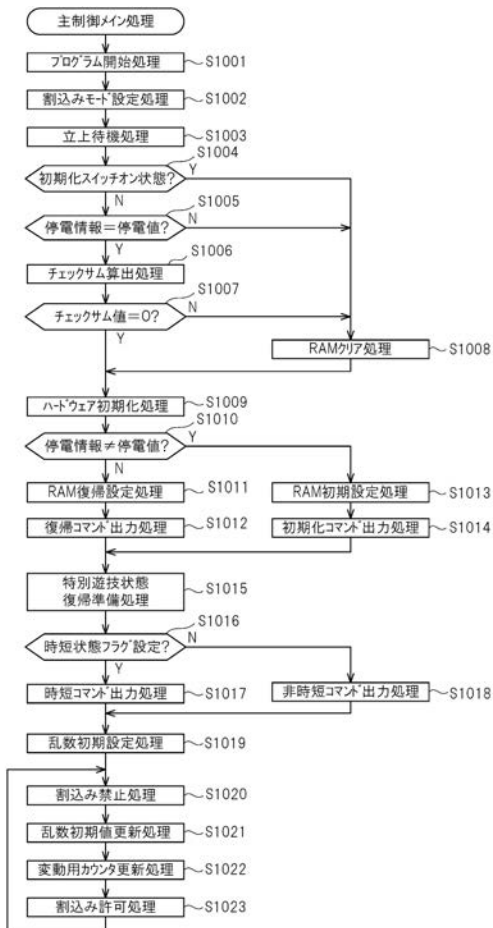 主制御メイン処理
プログラム開始処理 S1001
割込みモード設定処理 S1002
立上待機処理 S1003
S1004
初期化スイッチオン状態? Y
N
S1005
停電情報=停電値? N
Y
S1006
チェックサム算出処理
S1007
チェックサム値=0? N
Y
RAMクリア処理 S1008
ハードウェア初期化処理 S1009
S1010
停電情報≠停電値? Y
N
RAM復帰設定処理 S1011
RAM初期設定処理 S1013
復帰コマンド出力処理 S1012
初期化コマンド出力処理 S1014
特別遊技状態
復帰準備処理 S1015
S1016
時短状態フラグ設定? N
Y
時短コマンド出力処理 S1017
非時短コマンド出力処理 S1018
乱数初期設定処理 S1019
割込み禁止処理 S1020
乱数初期値更新処理 S1021
変動用カウンタ更新処理 S1022
割込み許可処理 S1023